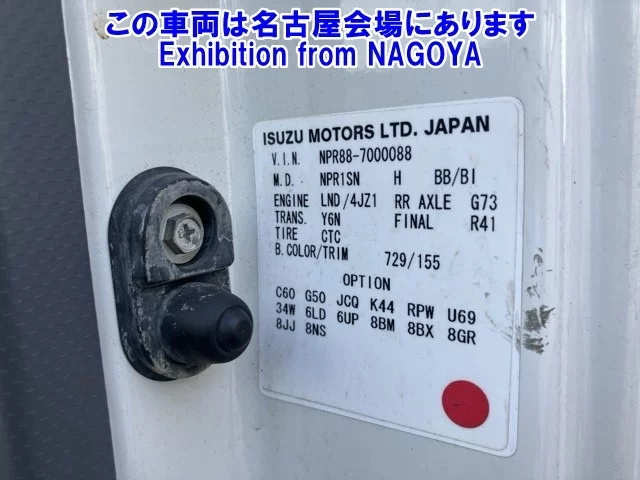 この車両は名古屋会場にあります
Exhibition from NAGOYA
ISUZU MOTORS LTD. JAPAN
V.I.N. NPR88-7000088
M.D. NPR1SN H BB/BI
ENGINE LND/4JZ1 RR AXLE G73
TRANS. Y6N FINAL R41
TIRE CTC
B.COLOR/TRIM 729/155
OPTION
C60 G50 JCQ K44 RPW U69
34W 6LD 6UP 8BM 8BX 8GR
8JJ 8NS